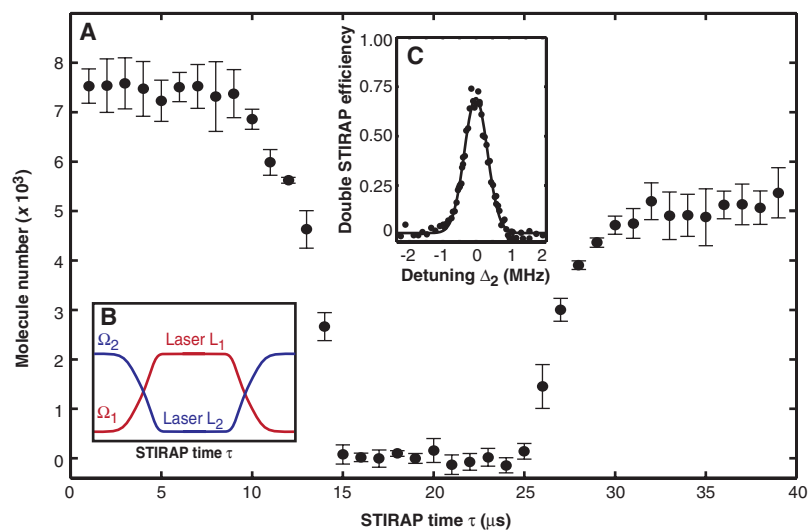 A
8
7
6
5
4
3
2
1
0
Molecule number (x 10³)
0 5 10 15 20 25 30 35 40
STIRAP time τ (μs)
B
Ω₂
Laser L₁
Ω₁
Laser L₂
STIRAP time τ
C
1.00
0.75
0.50
0.25
0
Double STIRAP efficiency
-2 -1 0 1 2
Detuning Δ₂ (MHz)